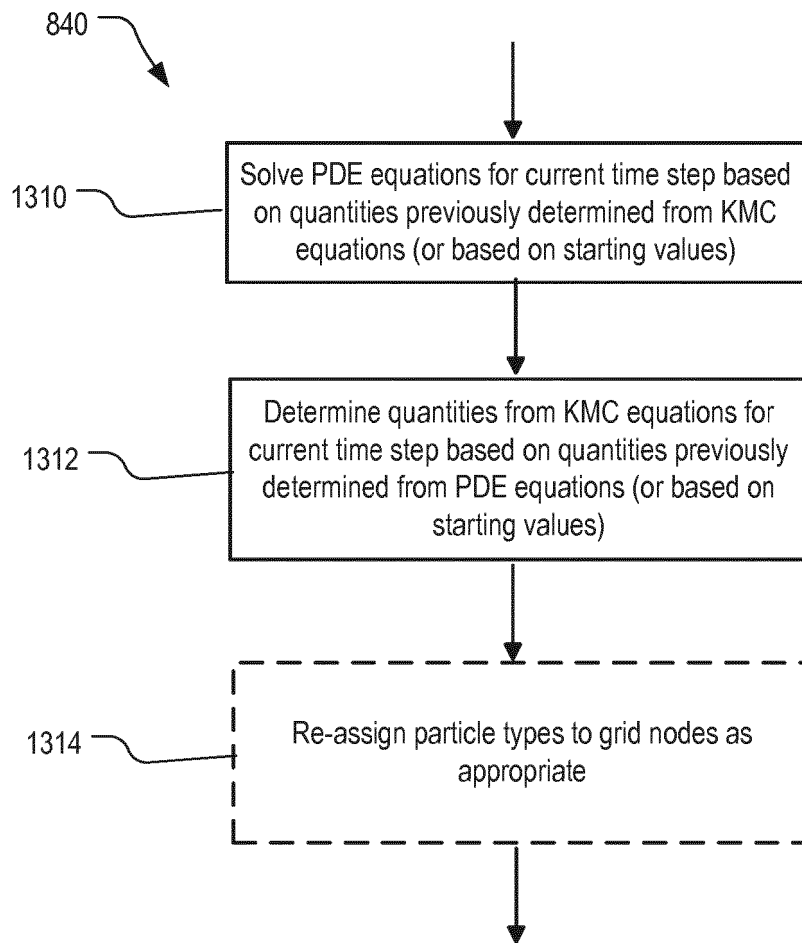 840
1310
Solve PDE equations for current time step based
on quantities previously determined from KMC
equations (or based on starting values)
1312
Determine quantities from KMC equations for
current time step based on quantities previously
determined from PDE equations (or based on
starting values)
1314
Re-assign particle types to grid nodes as
appropriate